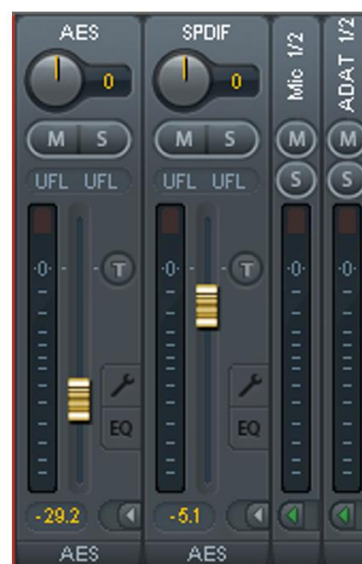 AES
0
M S
UFL UFL
·0·
T
EQ
-29.2
AES
SPDIF
0
M S
UFL UFL
·0·
T
EQ
-5.1
AES
Mic 1/2
M
S
·0·
ADAT 1/2
M
S
·0·